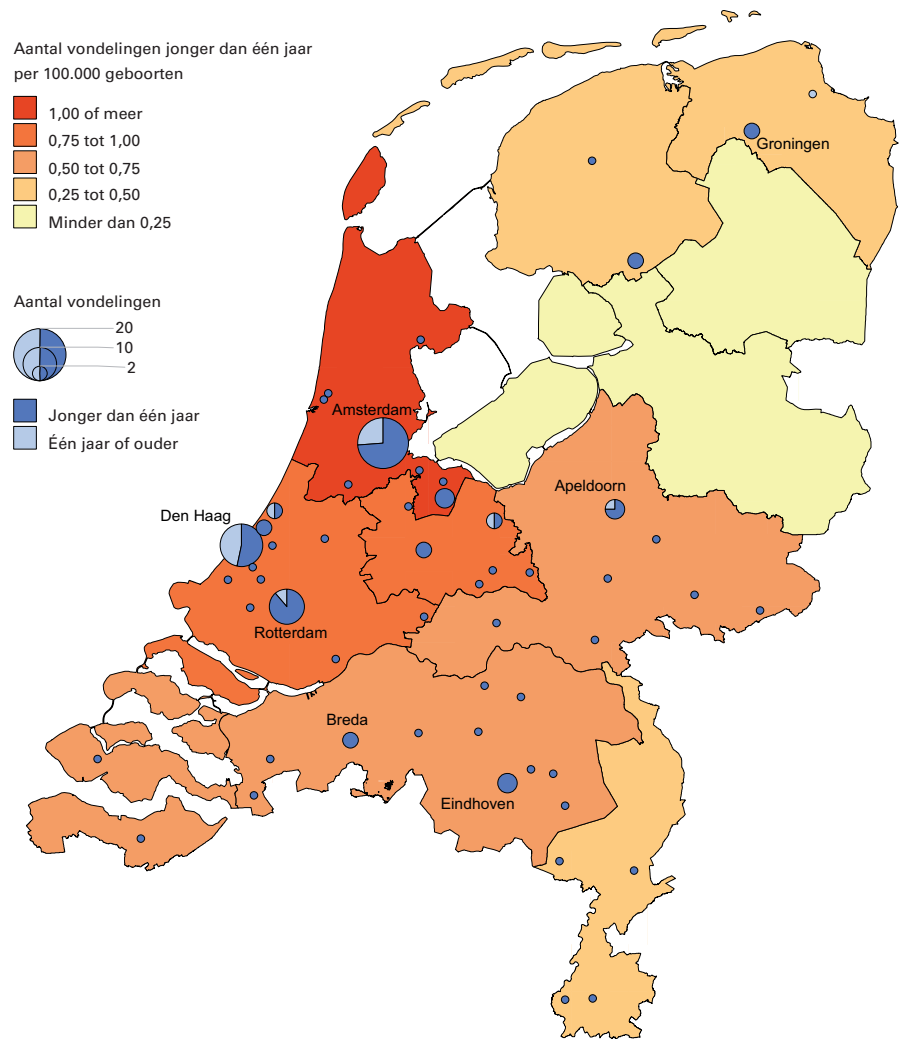 Aantal vondelingen jonger dan één jaar
per 100.000 geboorten
1,00 of meer
0,75 tot 1,00
0,50 tot 0,75
0,25 tot 0,50
Minder dan 0,25
Aantal vondelingen
20
10
2
Jonger dan één jaar
Één jaar of ouder
Groningen
Amsterdam
Apeldoorn
Den Haag
Rotterdam
Breda
Eindhoven